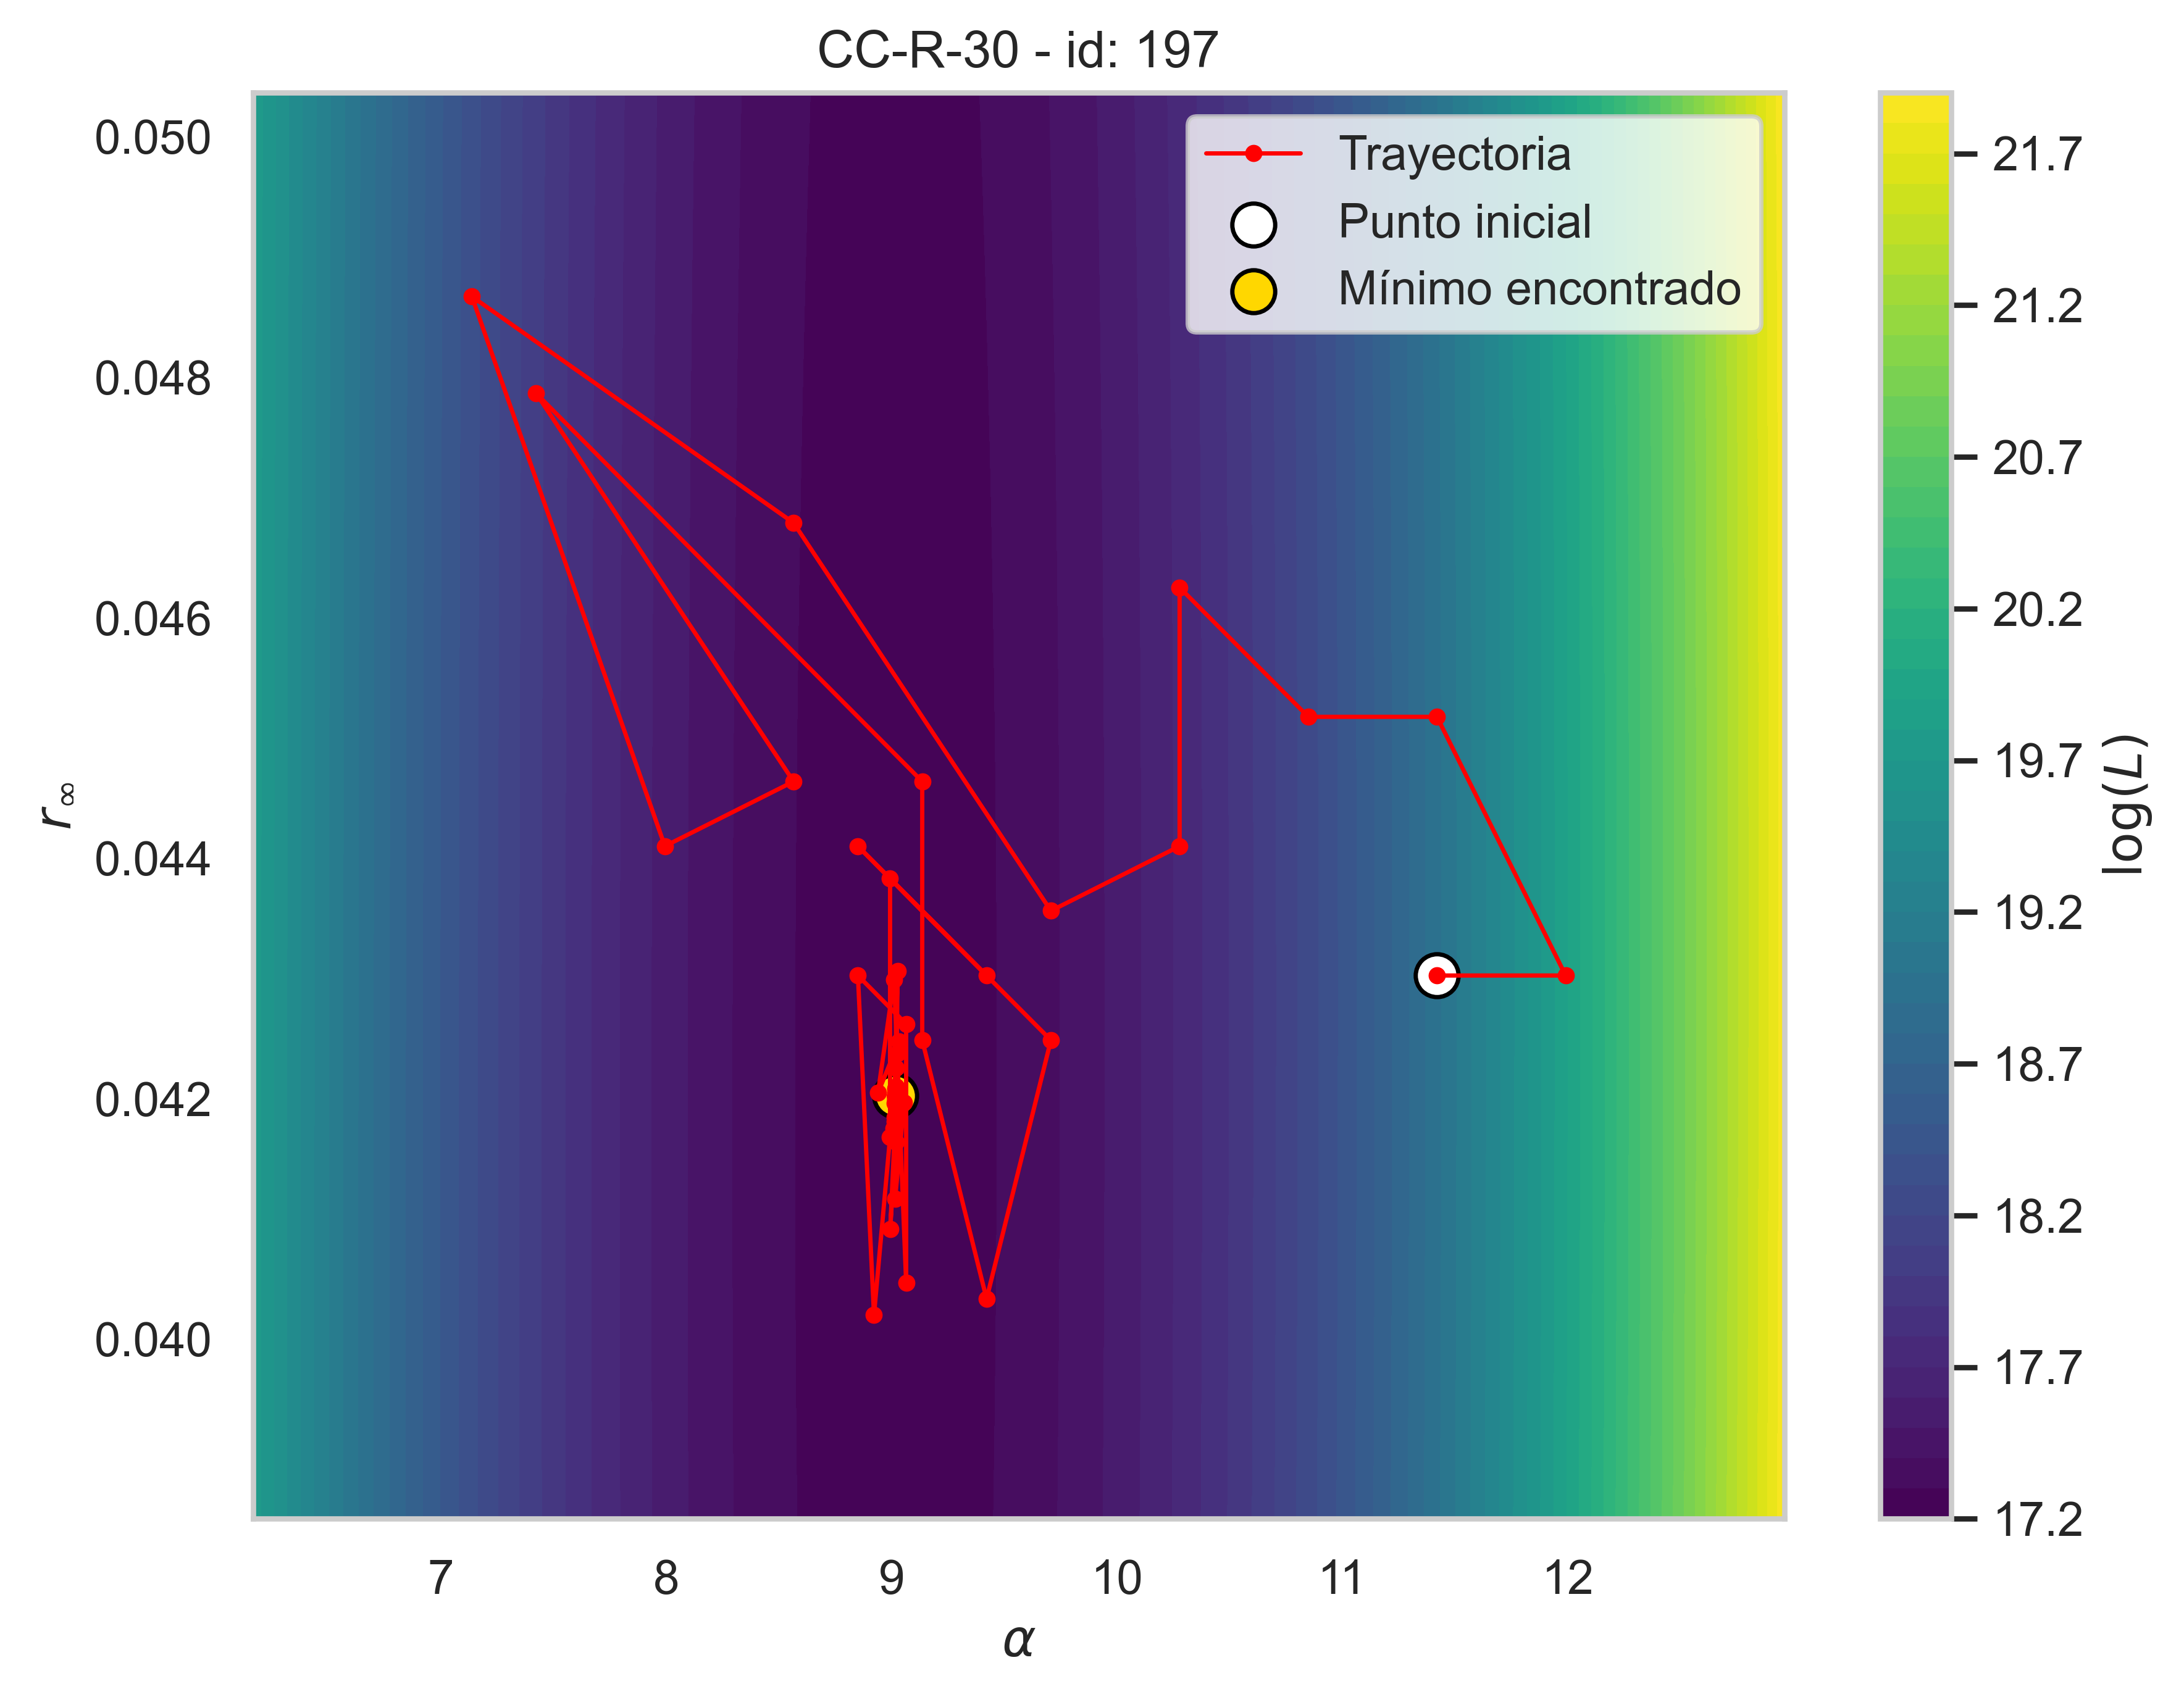 CC-R-30 - id: 197
Trayectoria
Punto inicial
Mínimo encontrado
0.050
0.048
0.046
0.044
0.042
0.040
r∞
7 8 9 10 11 12
α
21.7
21.2
20.7
20.2
19.7
19.2
18.7
18.2
17.7
17.2
log(L)